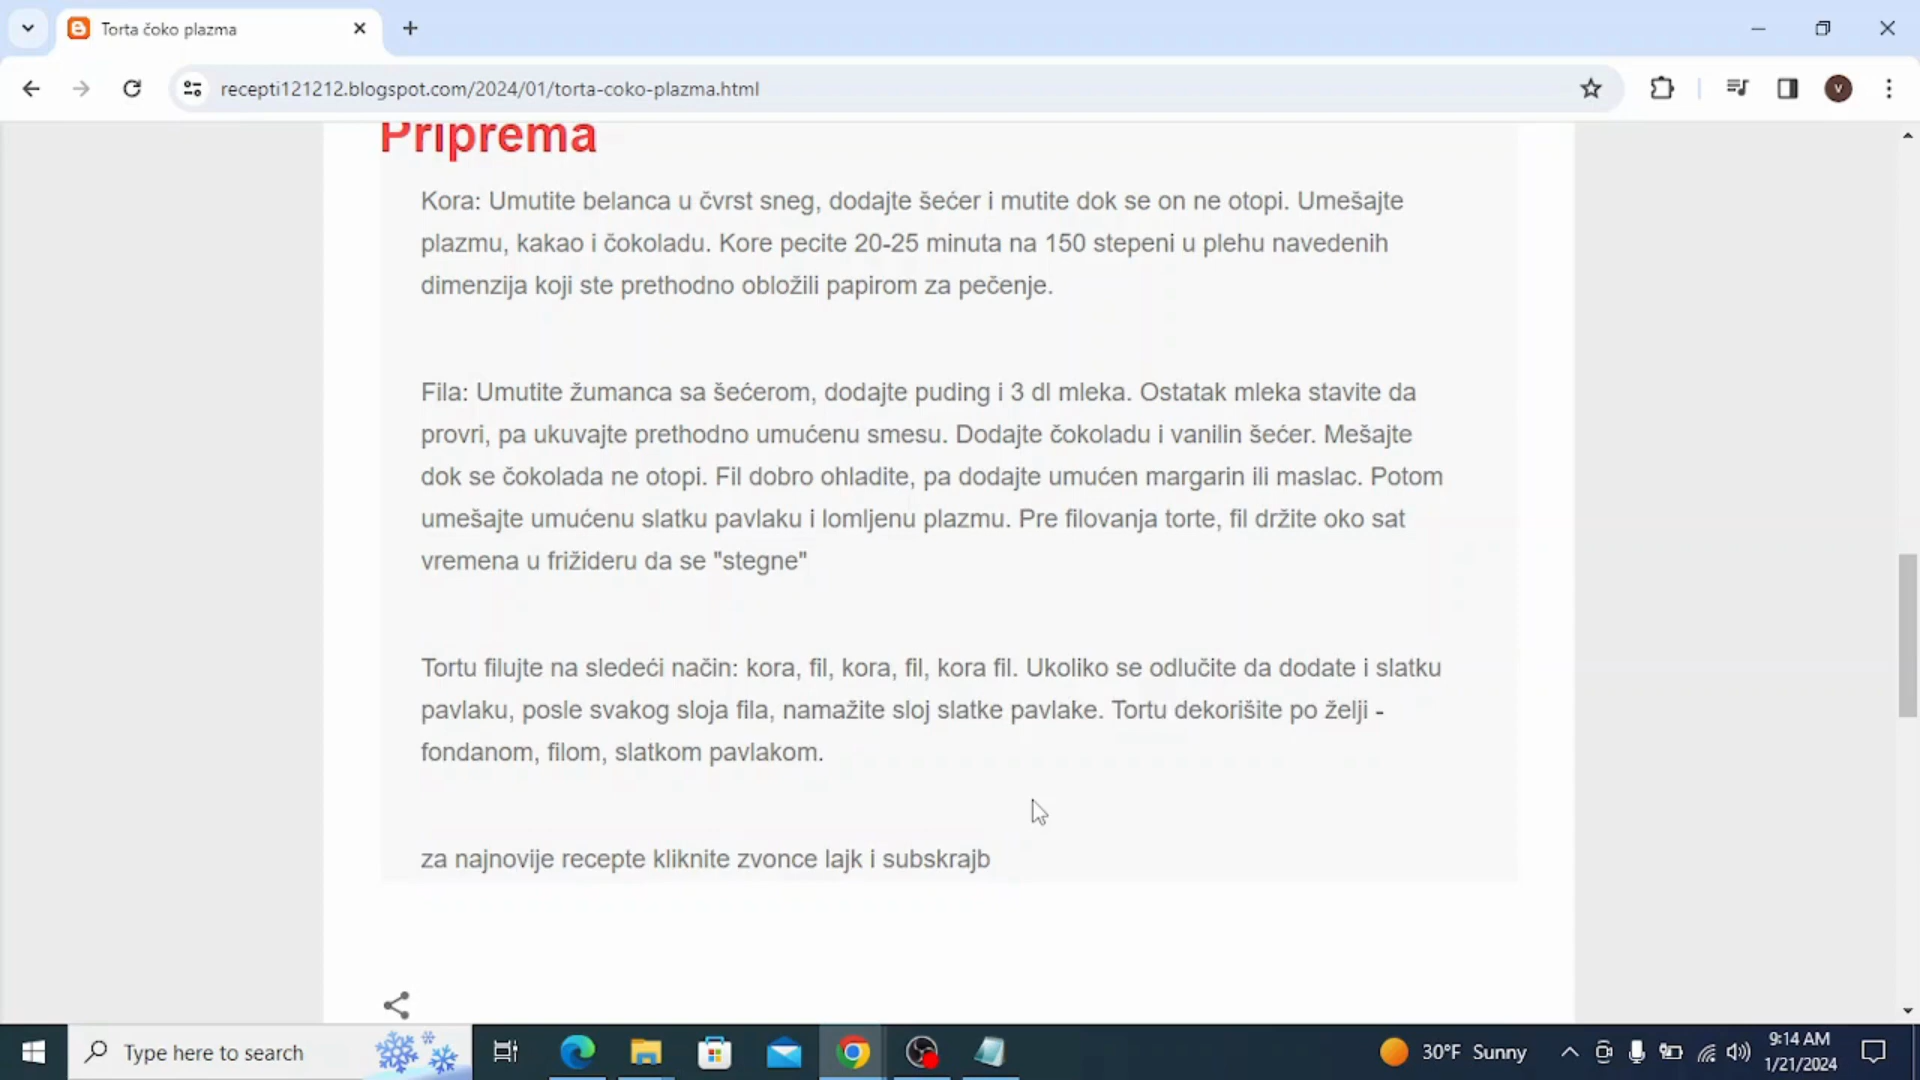 Torta čoko plazma
recepti121212.blogspot.com/2024/01/torta-coko-plazma.html
V
Priprema
Kora: Umutite belanca u čvrst sneg, dodajte šećer i mutite dok se on ne otopi. Umešajte
plazmu, kakao i čokoladu. Kore pecite 20-25 minuta na 150 stepeni u plehu navedenih
dimenzija koji ste prethodno obložili papirom za pečenje.
Fila: Umutite žumanca sa šećerom, dodajte puding i 3 dl mleka. Ostatak mleka stavite da
provri, pa ukuvajte prethodno umućenu smesu. Dodajte čokoladu i vanilin šećer. Mešajte
dok se čokolada ne otopi. Fil dobro ohladite, pa dodajte umućen margarin ili maslac. Potom
umešajte umućenu slatku pavlaku i lomljenu plazmu. Pre filovanja torte, fil držite oko sat
vremena u frižideru da se "stegne"
Tortu filujte na sledeći način: kora, fil, kora, fil, kora fil. Ukoliko se odlučite da dodate i slatku
pavlaku, posle svakog sloja fila, namažite sloj slatke pavlake. Tortu dekorišite po želji -
fondanom, filom, slatkom pavlakom.
za najnovije recepte kliknite zvonce lajk i subskrajb
Type here to search
30°F Sunny
9:14 AM
1/21/2024